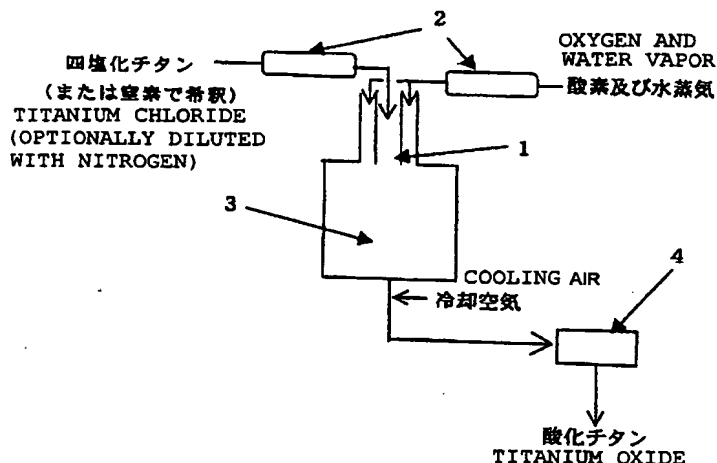 2
四塩化チタン
(または窒素で希釈)
TITANIUM CHLORIDE
(OPTIONALLY DILUTED
WITH NITROGEN)
OXYGEN AND
WATER VAPOR
酸素及び水蒸気
1
3
COOLING AIR
冷却空気
4
酸化チタン
TITANIUM OXIDE